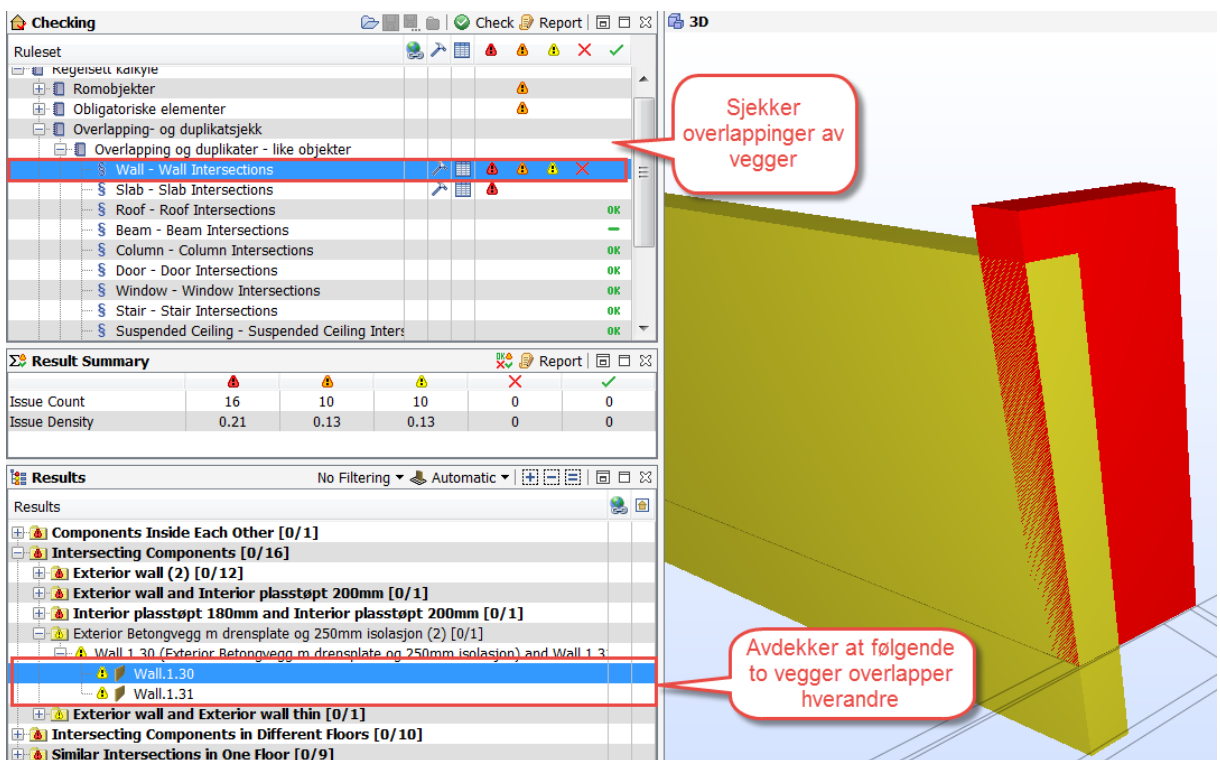 Checking
Check Report
3D
Ruleset
Regelsett kalkyle
Romobjekter
Obligatoriske elementer
Overlapping- og duplikatsjekk
Overlapping og duplikater - like objekter
Wall - Wall Intersections
Slab - Slab Intersections
Roof - Roof Intersections OK
Beam - Beam Intersections
Column - Column Intersections OK
Door - Door Intersections OK
Window - Window Intersections OK
Stair - Stair Intersections OK
Suspended Ceiling - Suspended Ceiling Inters OK
Sjekker
overlappinger av
vegger
Result Summary
Report
Issue Count 16 10 10 0 0
Issue Density 0.21 0.13 0.13 0 0
Results
No Filtering Automatic
Results
Components Inside Each Other [0/1]
Intersecting Components [0/16]
Exterior wall (2) [0/12]
Exterior wall and Interior plasstøpt 200mm [0/1]
Interior plasstøpt 180mm and Interior plasstøpt 200mm [0/1]
Exterior Betongvegg m drensplate og 250mm isolasjon (2) [0/1]
Wall.1.30 (Exterior Betongvegg m drensplate og 250mm isolasjon) and Wall.1.3
Wall.1.30
Wall.1.31
Exterior wall and Exterior wall thin [0/1]
Intersecting Components in Different Floors [0/10]
Similar Intersections in One Floor [0/9]
Avdekker at følgende
to vegger overlapper
hverandre